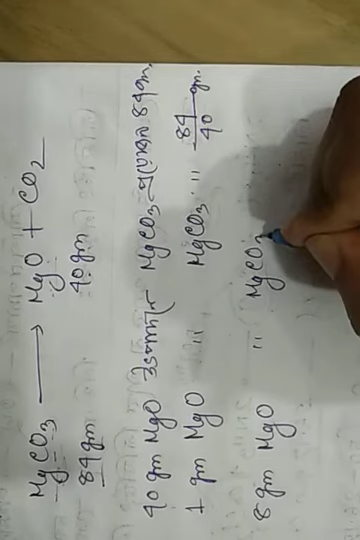 MgCO₃ ⟶ MgO + CO₂
84gm 40gm
40 gm MgO MgCO₃ 84gm.
1 gm MgO " MgCO₃ " 84/40 gm.
8 gm MgO " MgCO₃